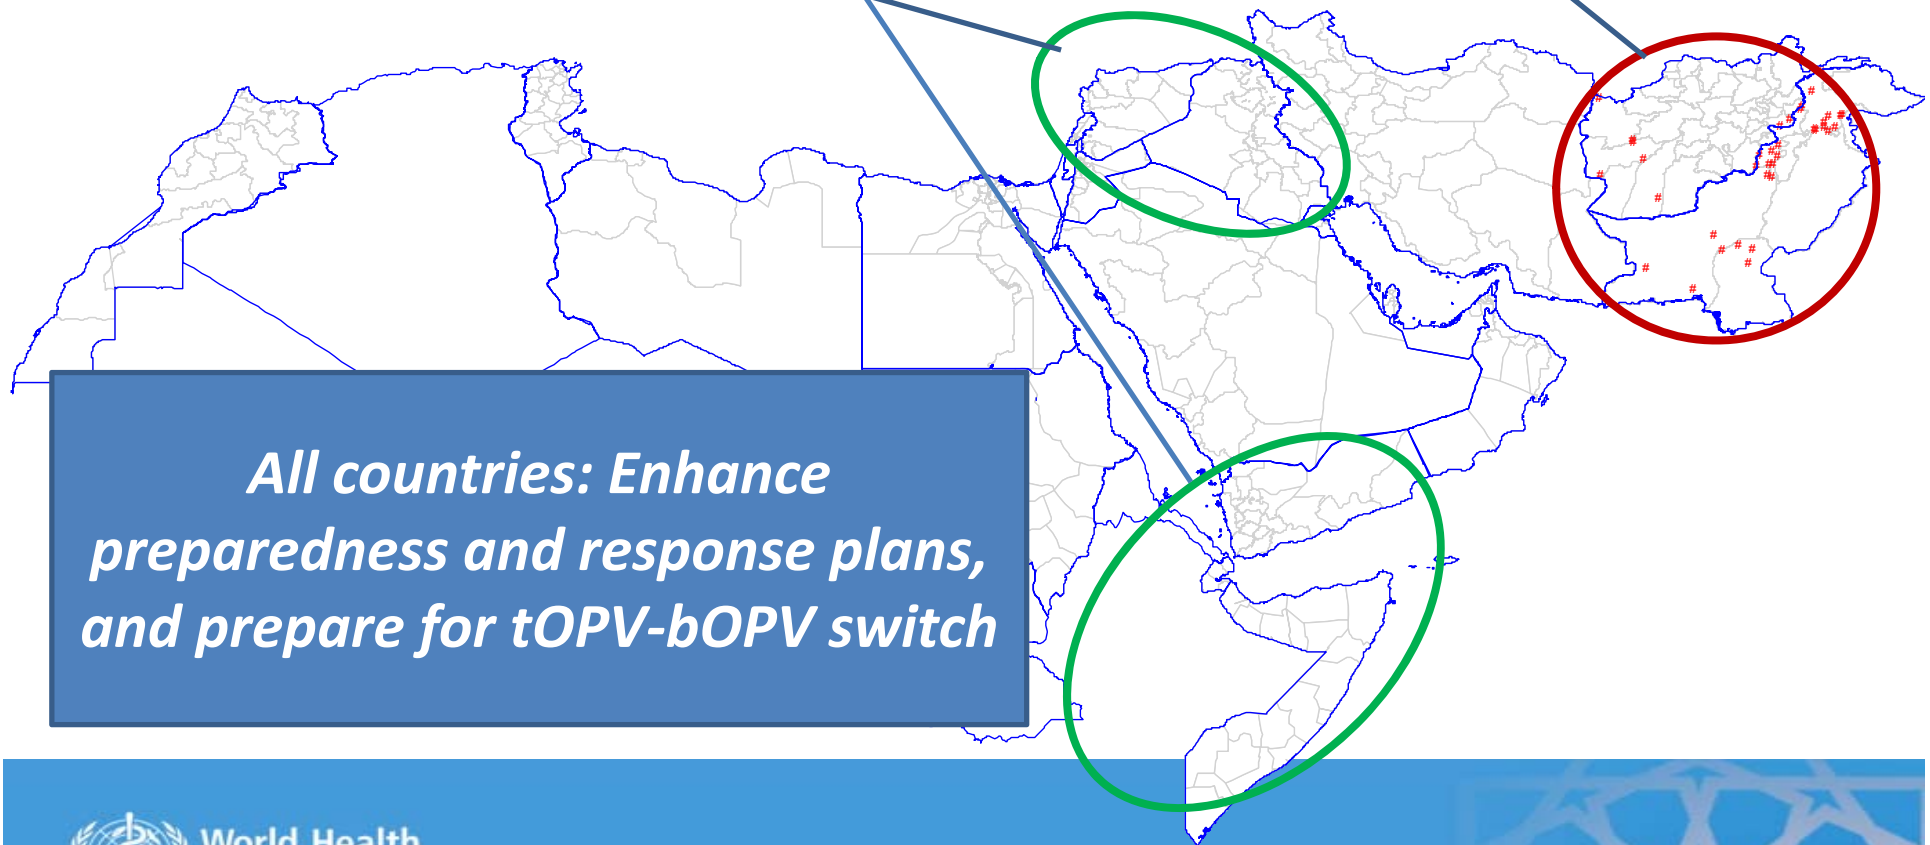 All countries: Enhance
preparedness and response plans,
and prepare for tOPV-bOPV switch
World Health